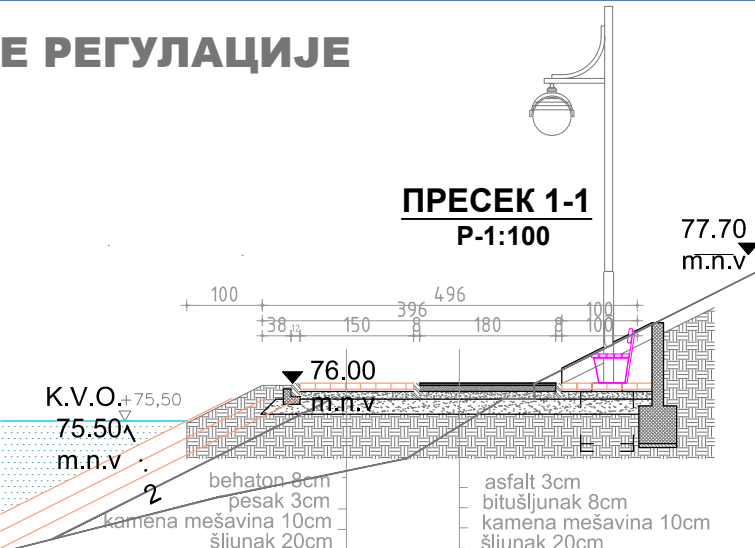 Е РЕГУЛАЦИЈЕ
ПРЕСЕК 1-1
Р-1:100
77.70
m.n.v
100
496
396
100
38
12
150
8
180
8
100
76.00
m.n.v
K.V.O.
+75,50
75.50
m.n.v
1 : 2
behaton 8cm
pesak 3cm
kamena mešavina 10cm
šljunak 20cm
asfalt 3cm
bitušljunak 8cm
kamena mešavina 10cm
šljunak 20cm